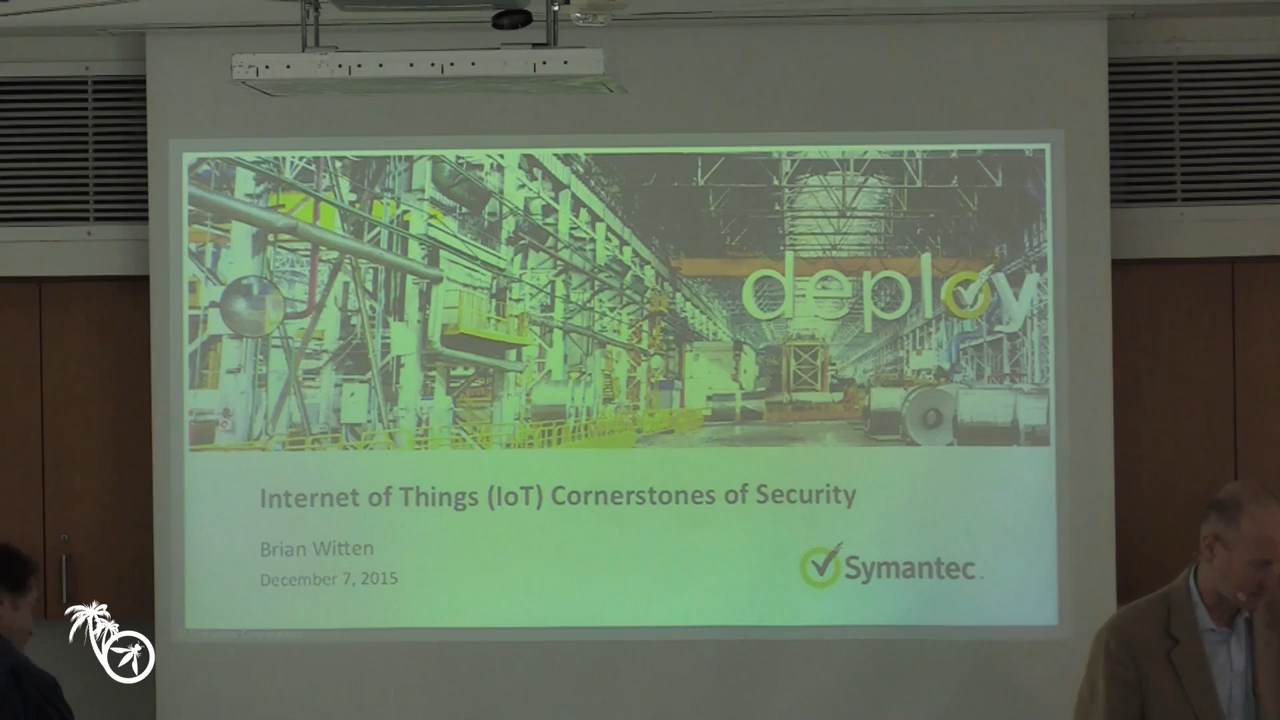 deploy
Internet of Things (IoT) Cornerstones of Security
Brian Witten
December 7, 2015
Symantec.